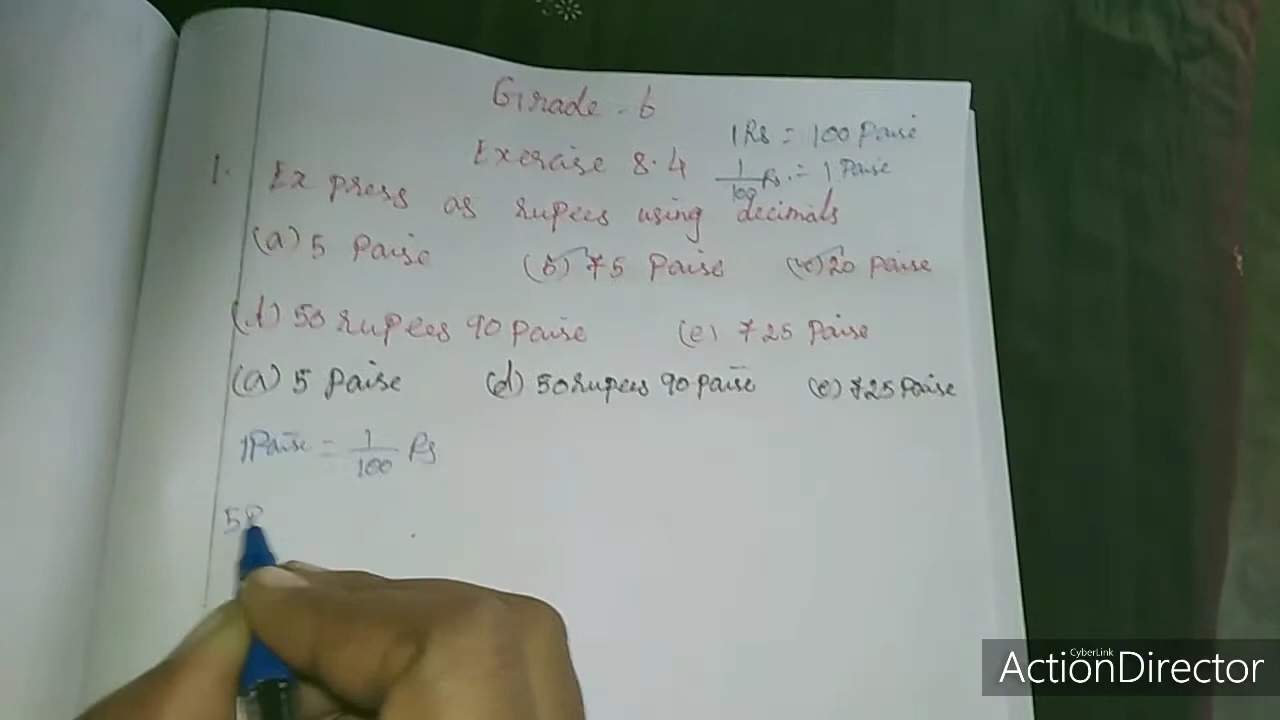 Grade - 6
1Rs = 100 Paise
Exercise 8.4
1/100 Rs. = 1 Paise
1. Express as rupees using decimals
(a) 5 Paise (b) 75 Paise (c) 20 paise
(d) 50 rupees 90 paise (e) 725 Paise
(a) 5 Paise (d) 50 rupees 90 paise (e) 725 Paise
1Paise = 1/100 Rs
5P
CyberLink
ActionDirector